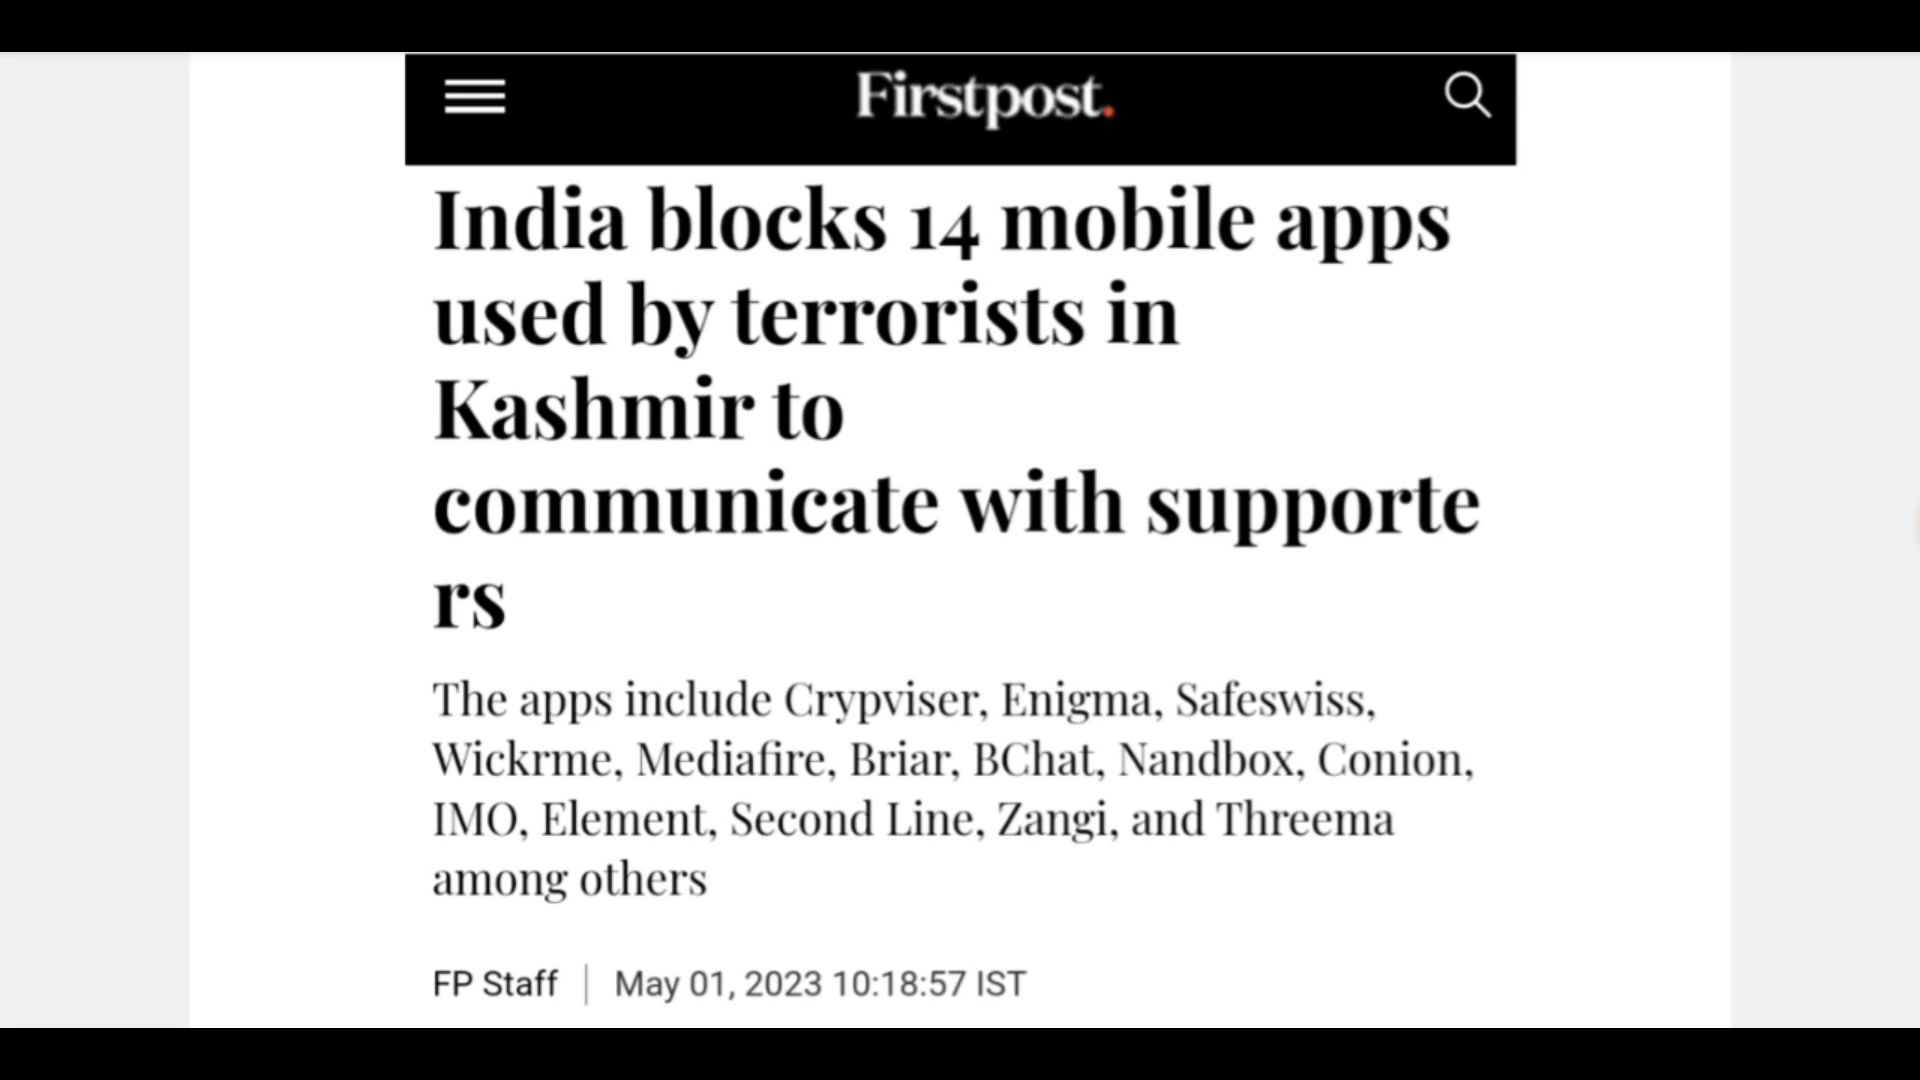 Firstpost.
India blocks 14 mobile apps
used by terrorists in
Kashmir to
communicate with supporte
rs
The apps include Crypviser, Enigma, Safeswiss,
Wickrme, Mediafire, Briar, BChat, Nandbox, Conion,
IMO, Element, Second Line, Zangi, and Threema
among others
FP Staff | May 01, 2023 10:18:57 IST